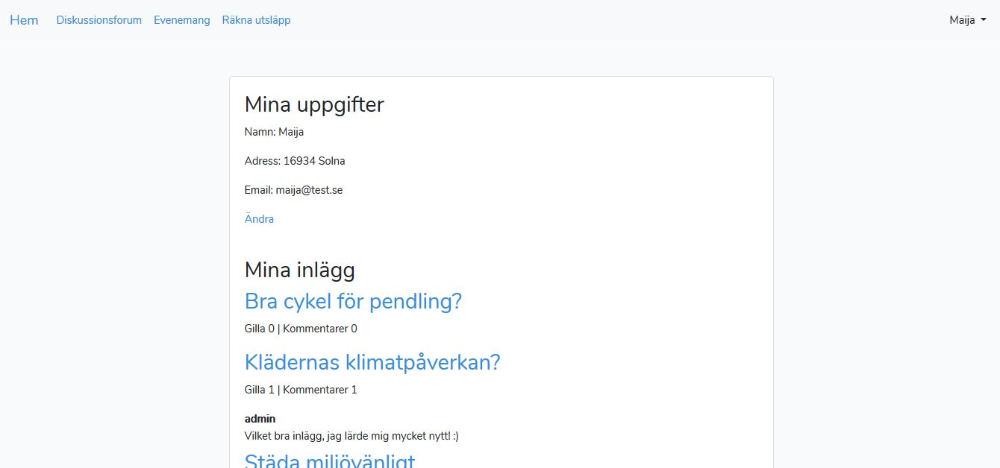 Hem Diskussionsforum Evenemang Räkna utsläpp Maija
Mina uppgifter
Namn: Maija
Adress: 16934 Solna
Email: maija@test.se
Ändra
Mina inlägg
Bra cykel för pendling?
Gilla 0 | Kommentarer 0
Klädernas klimatpåverkan?
Gilla 1 | Kommentarer 1
admin
Vilket bra inlägg, jag lärde mig mycket nytt! :)
Städa miljövänligt